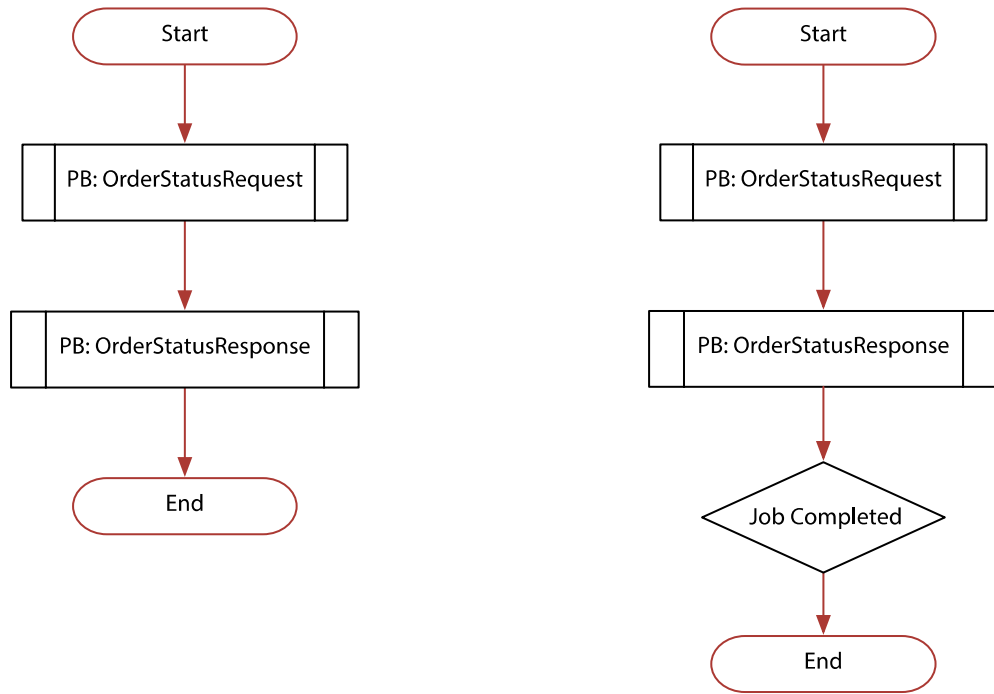 Start
PB: OrderStatusRequest
PB: OrderStatusResponse
End
Start
PB: OrderStatusRequest
PB: OrderStatusResponse
Job Completed
End